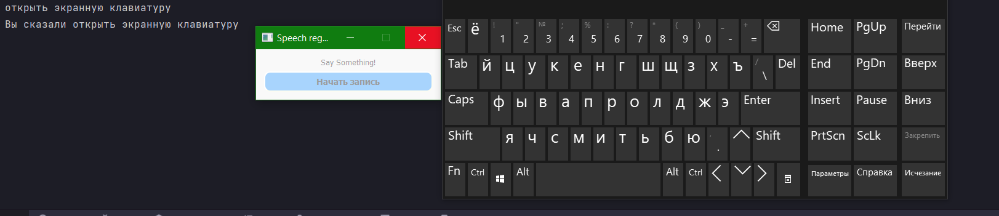 открыть экранную клавиатуру
Вы сказали открыть экранную клавиатуру
Speech reg...
Say Something!
Начать запись
Esc ё ! 1 " 2 № 3 ; 4 % 5 : 6 ? 7 * 8 ( 9 ) 0 _ - + = Home PgUp Перейти
Tab й ц у к е н г ш щ з х ъ / \ Del End PgDn Вверх
Caps ф ы в а п р о л д ж э Enter Insert Pause Вниз
Shift я ч с м и т ь б ю , . Shift PrtScn ScLk Закрепить
Fn Ctrl Alt Alt Ctrl Параметры Справка Исчезание